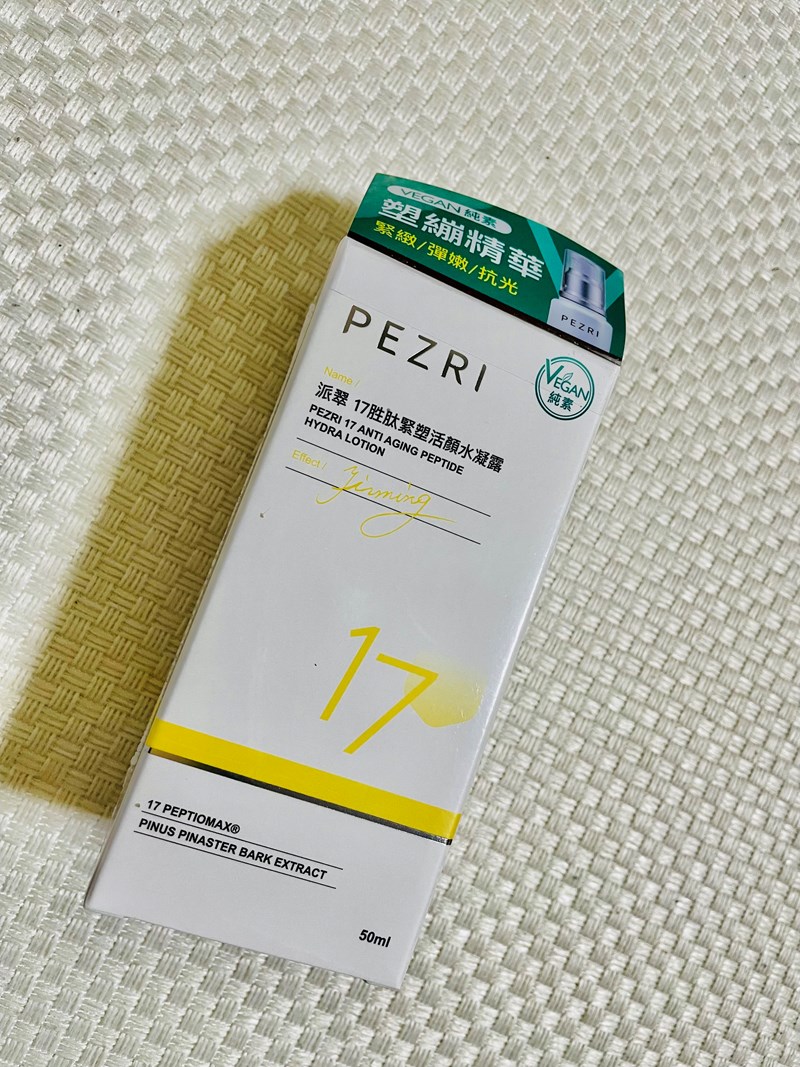 VEGAN 純素
塑繃精華
緊緻/彈嫩/抗光
PEZRI
PEZRI
VEGAN
純素
Name /
派翠 17胜肽緊塑活顏水凝露
PEZRI 17 ANTI AGING PEPTIDE
HYDRA LOTION
Effect /
Firming
17
17 PEPTIOMAX®
PINUS PINASTER BARK EXTRACT
50ml